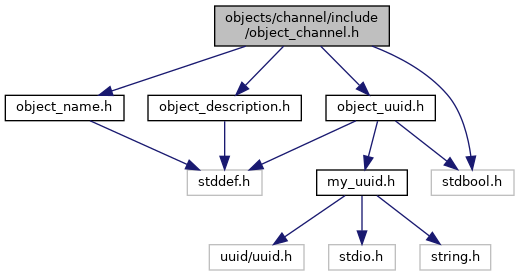 objects/channel/include
/object_channel.h
object_name.h
object_description.h
object_uuid.h
stddef.h
my_uuid.h
stdbool.h
uuid/uuid.h
stdio.h
string.h